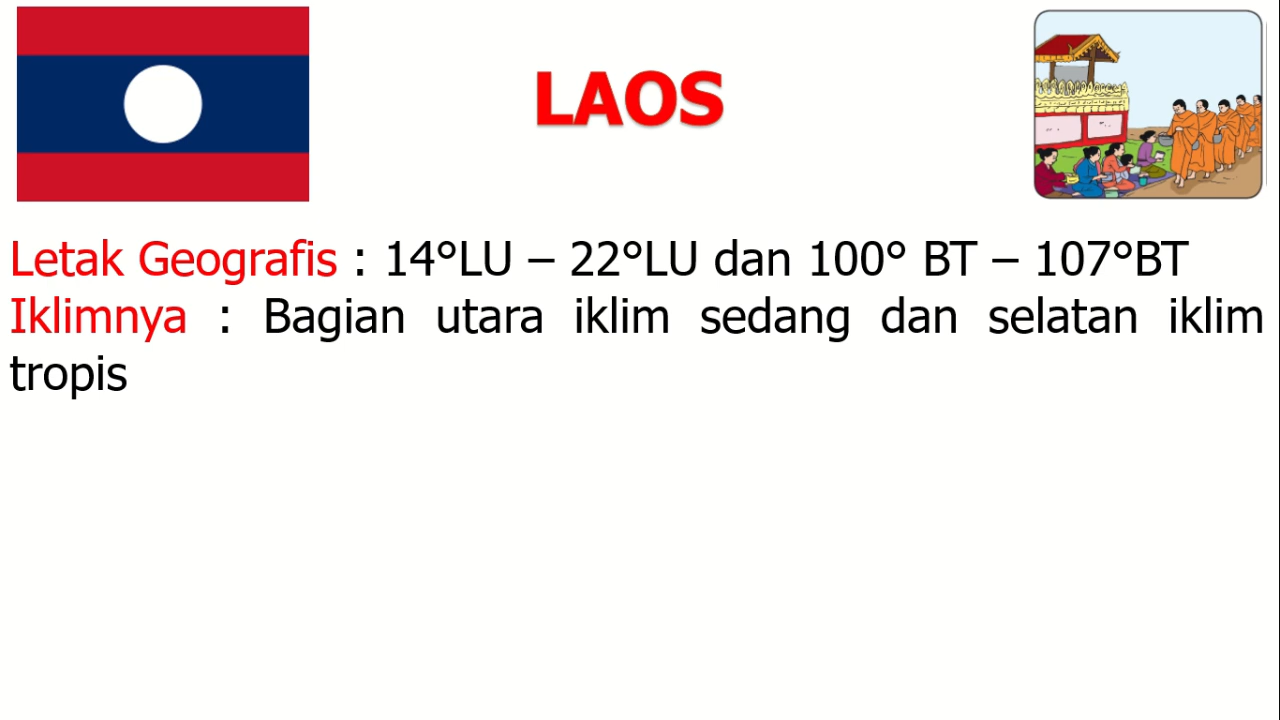 LAOS
Letak Geografis : 14°LU – 22°LU dan 100° BT – 107°BT
Iklimnya : Bagian utara iklim sedang dan selatan iklim
tropis